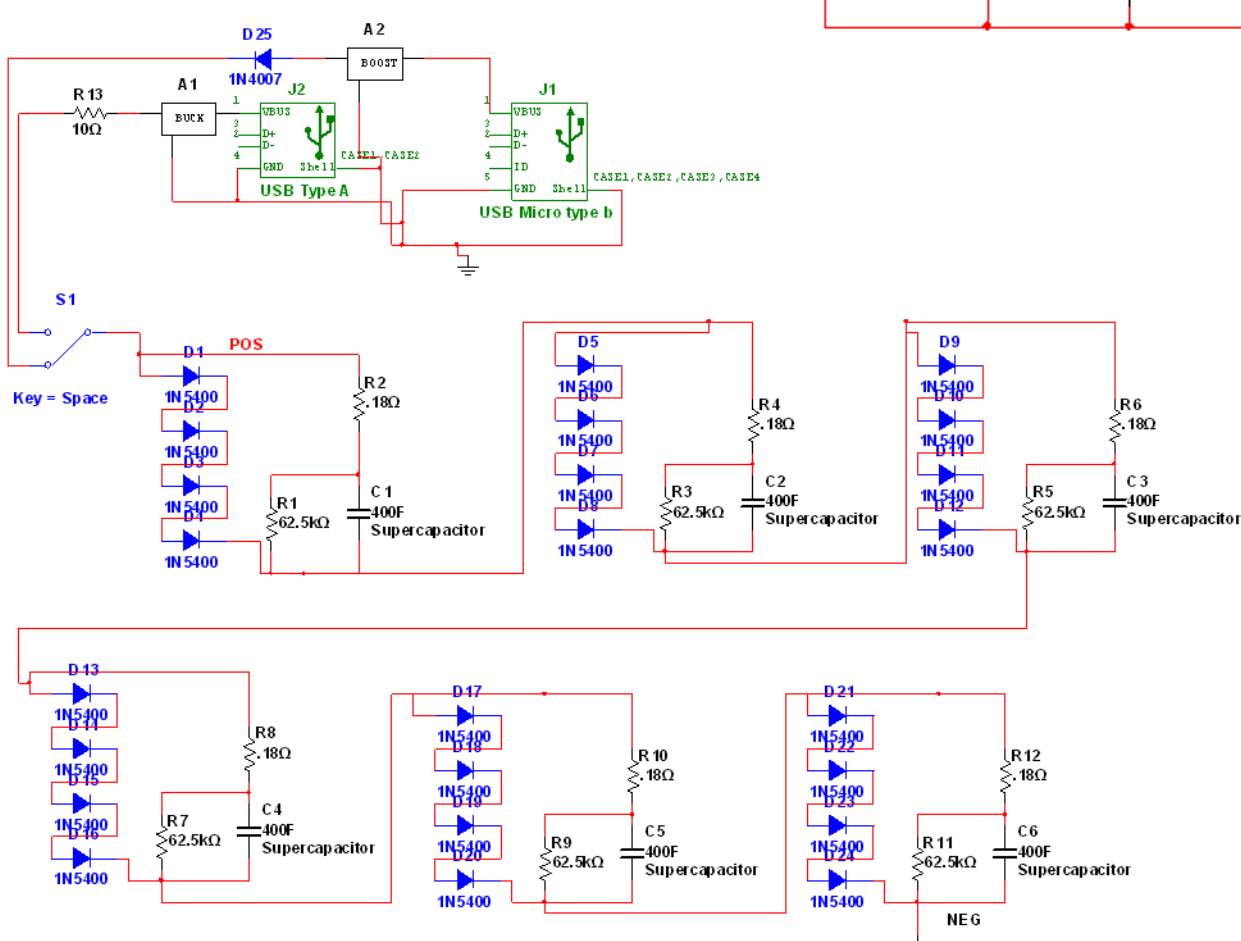 D25
1N4007
A2
BOOST
R13
10Ω
A1
BUCK
J2
1
VBUS
3
2
D+
D-
4
GND
Shell
CASE1,CASE2
USB Type A
J1
1
VBUS
3
2
D+
D-
4
ID
5
GND
Shell
CASE1,CASE2,CASE3,CASE4
USB Micro type b
S1
Key = Space
POS
D1
1N5400
D2
1N5400
D3
1N5400
D4
1N5400
R2
.18Ω
R1
62.5kΩ
C1
400F
Supercapacitor
D5
1N5400
D6
1N5400
D7
1N5400
D8
1N5400
R4
.18Ω
R3
62.5kΩ
C2
400F
Supercapacitor
D9
1N5400
D10
1N5400
D11
1N5400
D12
1N5400
R6
.18Ω
R5
62.5kΩ
C3
400F
Supercapacitor
D13
1N5400
D14
1N5400
D15
1N5400
D16
1N5400
R8
.18Ω
R7
62.5kΩ
C4
400F
Supercapacitor
D17
1N5400
D18
1N5400
D19
1N5400
D20
1N5400
R10
.18Ω
R9
62.5kΩ
C5
400F
Supercapacitor
D21
1N5400
D22
1N5400
D23
1N5400
D24
1N5400
R12
.18Ω
R11
62.5kΩ
C6
400F
Supercapacitor
NEG